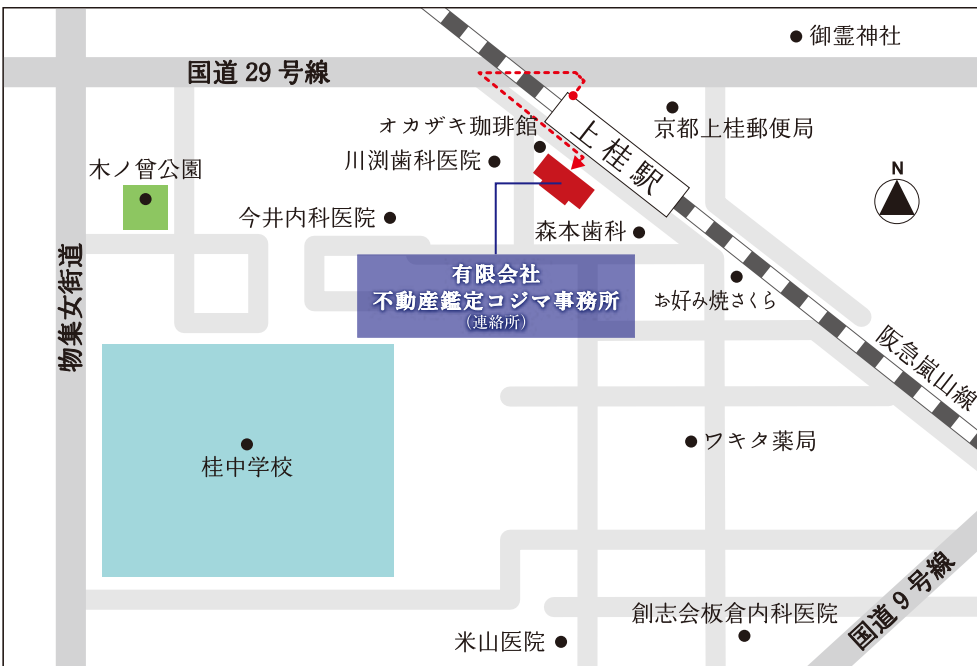 御霊神社
国道29号線
オカザキ珈琲館
上桂駅
京都上桂郵便局
川渕歯科医院
木ノ曾公園
N
今井内科医院
森本歯科
有限会社
不動産鑑定コジマ事務所
(連絡所)
お好み焼さくら
物集女街道
阪急嵐山線
ワキタ薬局
桂中学校
国道9号線
創志会板倉内科医院
米山医院